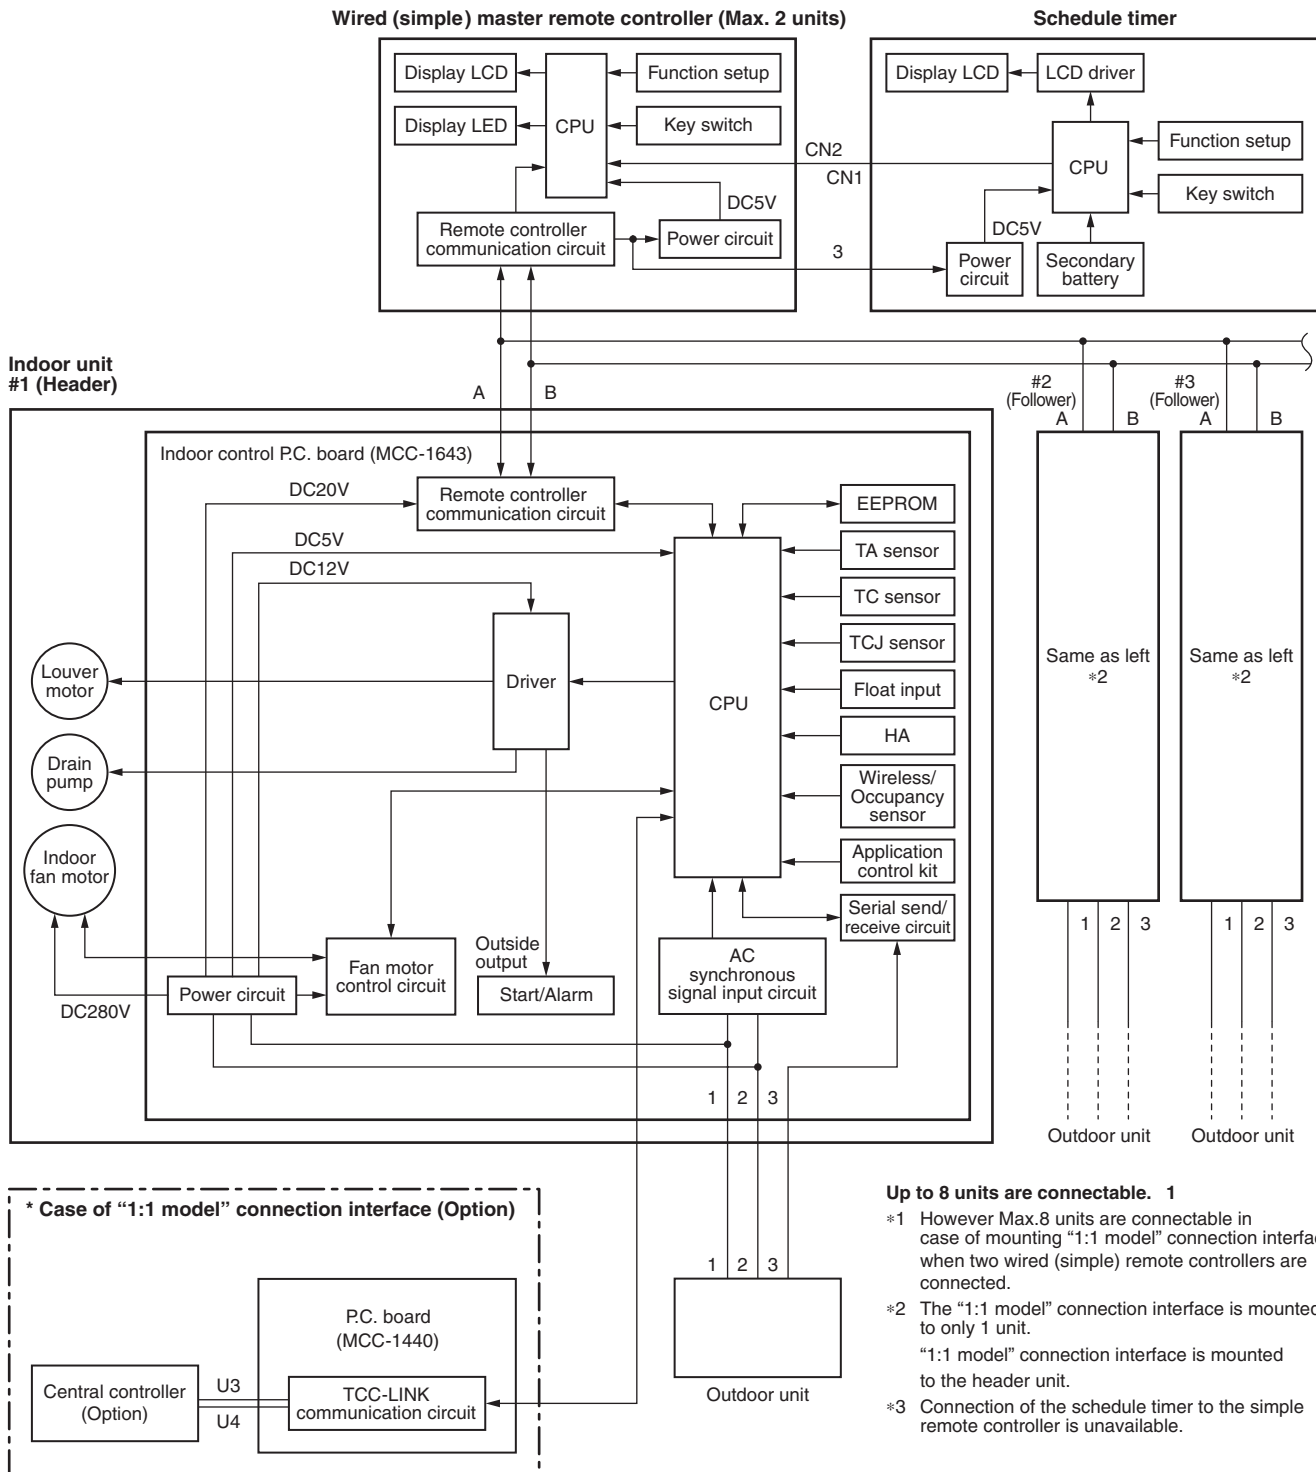 Wired (simple) master remote controller (Max. 2 units)
Schedule timer
Display LCD
Function setup
Display LED
CPU
Key switch
Remote controller
communication circuit
DC5V
Power circuit
CN2
CN1
3
Display LCD
LCD driver
CPU
Function setup
Key switch
DC5V
Power
circuit
Secondary
battery
Indoor unit
#1 (Header)
A
B
#2
(Follower)
A
B
#3
(Follower)
A
B
Indoor control P.C. board (MCC-1643)
DC20V
Remote controller
communication circuit
DC5V
DC12V
EEPROM
TA sensor
TC sensor
TCJ sensor
Float input
HA
Wireless/
Occupancy
sensor
Application
control kit
Serial send/
receive circuit
CPU
Driver
Louver
motor
Drain
pump
Indoor
fan motor
Fan motor
control circuit
Outside
output
Start/Alarm
AC
synchronous
signal input circuit
Power circuit
DC280V
1
2
3
Same as left
*2
Same as left
*2
1
2
3
1
2
3
Outdoor unit
Outdoor unit
* Case of “1:1 model” connection interface (Option)
P.C. board
(MCC-1440)
Central controller
(Option)
U3
U4
TCC-LINK
communication circuit
1
2
3
Outdoor unit
Up to 8 units are connectable. 1
*1 However Max.8 units are connectable in
case of mounting “1:1 model” connection interfac
when two wired (simple) remote controllers are
connected.
*2 The “1:1 model” connection interface is mounted
to only 1 unit.
“1:1 model” connection interface is mounted
to the header unit.
*3 Connection of the schedule timer to the simple
remote controller is unavailable.